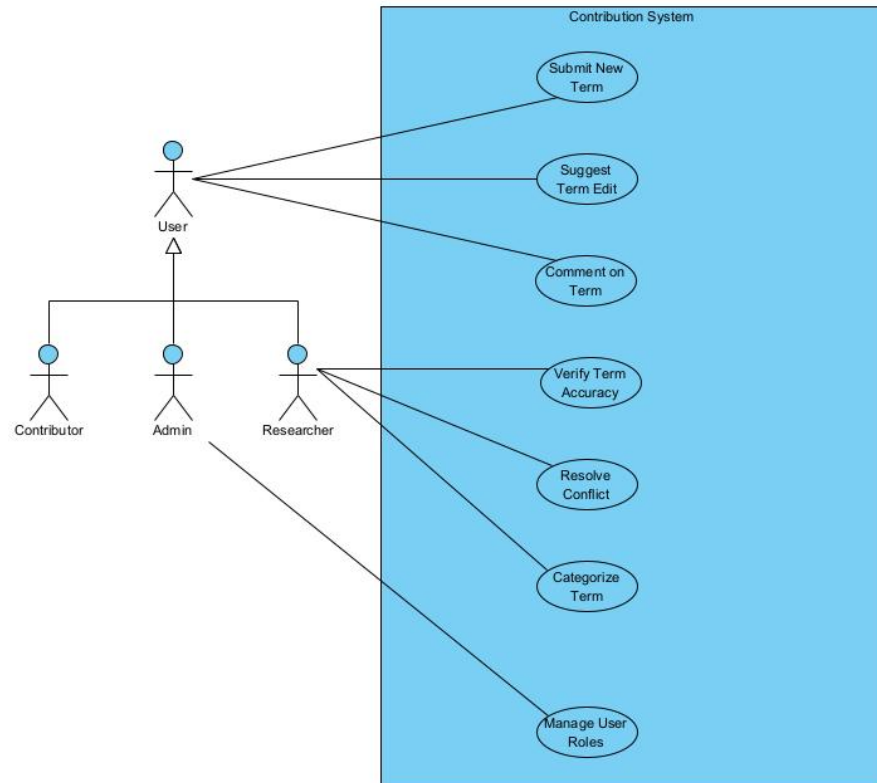 Contribution System
Submit New
Term
Suggest
Term Edit
User
Comment on
Term
Verify Term
Accuracy
Contributor
Admin
Researcher
Resolve
Conflict
Categorize
Term
Manage User
Roles